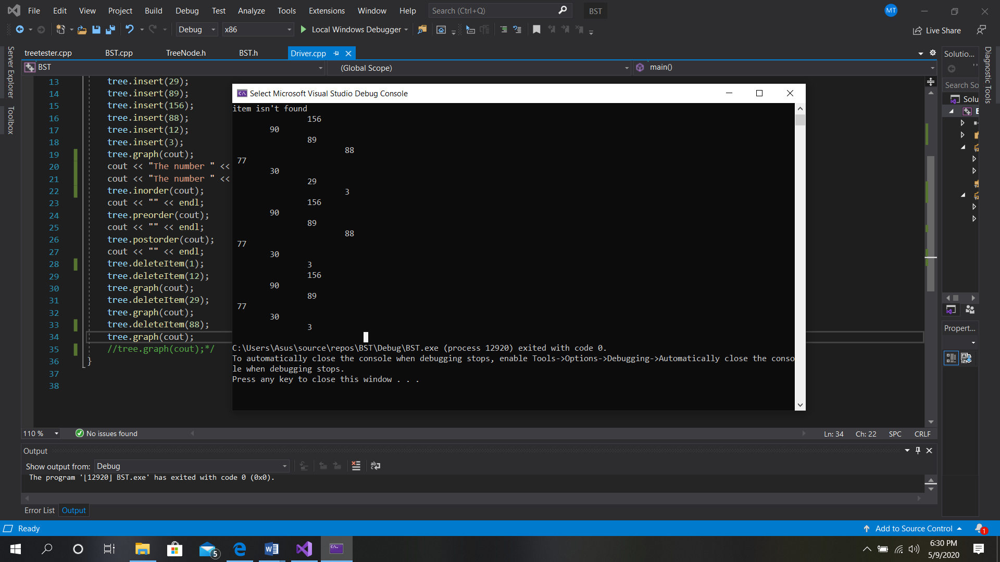 File Edit View Project Build Debug Test Analyze Tools Extensions Window Help Search (Ctrl+Q) BST MT
Debug x86 Local Windows Debugger Live Share
Server Explorer
Toolbox
treetester.cpp BST.cpp TreeNode.h BST.h Driver.cpp
BST (Global Scope) main()
13 tree.insert(29);
14 tree.insert(89);
15 tree.insert(156);
16 tree.insert(88);
17 tree.insert(12);
18 tree.insert(3);
19 tree.graph(cout);
20 cout << "The number " <<
21 cout << "The number " <<
22 tree.inorder(cout);
23 cout << "" << endl;
24 tree.preorder(cout);
25 cout << "" << endl;
26 tree.postorder(cout);
27 cout << "" << endl;
28 tree.deleteItem(1);
29 tree.deleteItem(12);
30 tree.graph(cout);
31 tree.deleteItem(29);
32 tree.graph(cout);
33 tree.deleteItem(88);
34 tree.graph(cout);
35 //tree.graph(cout);*/
36 }
37
38
Select Microsoft Visual Studio Debug Console
item isn't found
156
90
89
88
77
30
29
3
156
90
89
88
77
30
3
156
90
89
77
30
3
C:\Users\Asus\source\repos\BST\Debug\BST.exe (process 12920) exited with code 0.
To automatically close the console when debugging stops, enable Tools->Options->Debugging->Automatically close the conso
le when debugging stops.
Press any key to close this window . . .
Solutio...
Search So
Solu
Propert...
Diagnostic Tools
110 % No issues found Ln: 34 Ch: 22 SPC CRLF
Output
Show output from: Debug
The program '[12920] BST.exe' has exited with code 0 (0x0).
Error List Output
Ready Add to Source Control 1
5
6:30 PM
5/9/2020